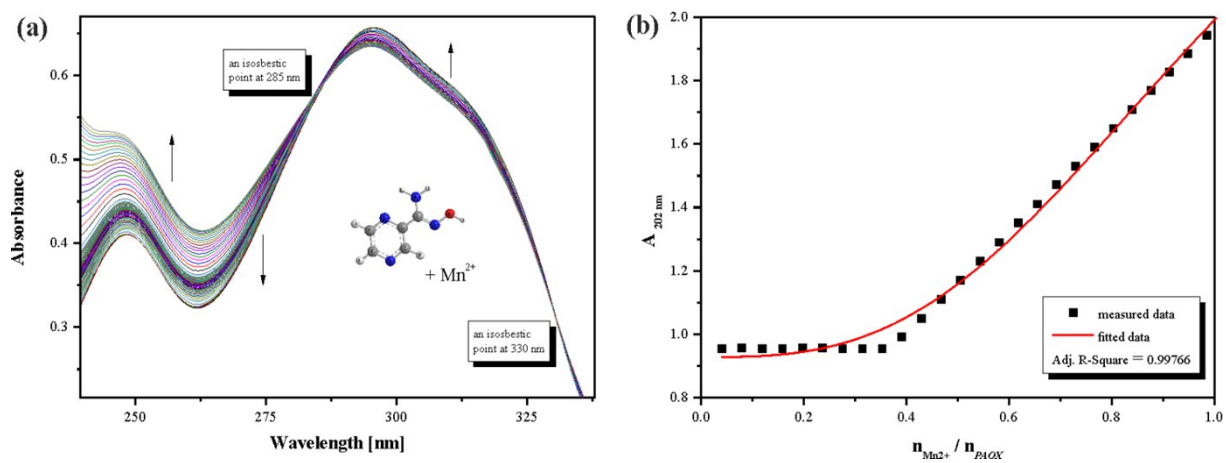 (a)
an isosbestic
point at 285 nm
0.6
0.5
0.4
0.3
Absorbance
+ Mn²⁺
an isosbestic
point at 330 nm
250 275 300 325
Wavelength [nm]
(b)
2.0
1.8
1.6
1.4
1.2
1.0
0.8
A 202 nm
measured data
fitted data
Adj. R-Square = 0.99766
0.0 0.2 0.4 0.6 0.8 1.0
n Mn2+ / n PAOX